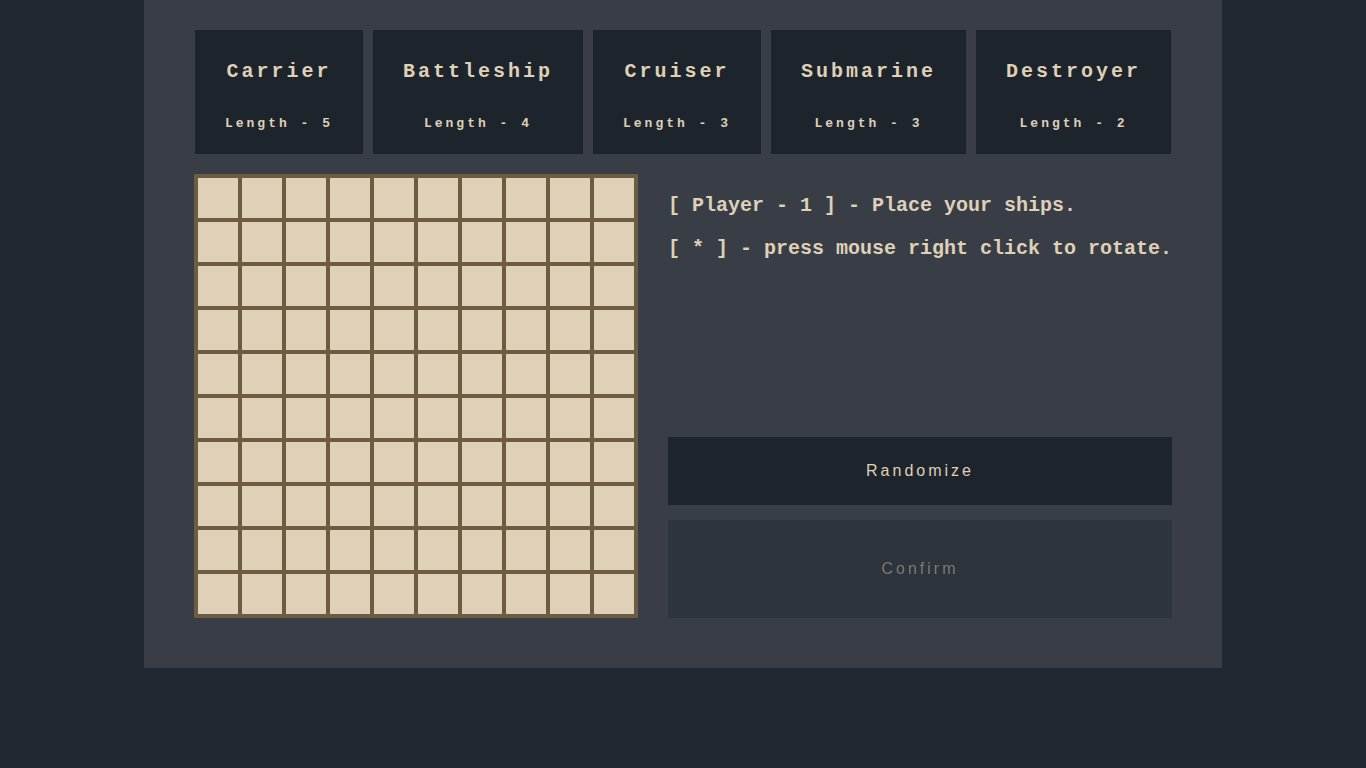 Carrier
Length - 5
Battleship
Length - 4
Cruiser
Length - 3
Submarine
Length - 3
Destroyer
Length - 2
[ Player - 1 ] - Place your ships.
[ * ] - press mouse right click to rotate.
Randomize
Confirm